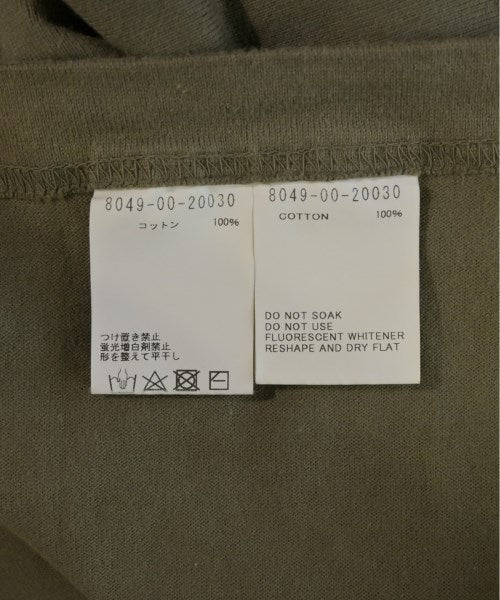 8049-00-20030
コットン 100%
つけ置き禁止
蛍光増白剤禁止
形を整えて平干し
8049-00-20030
COTTON 100%
DO NOT SOAK
DO NOT USE
FLUORESCENT WHITENER
RESHAPE AND DRY FLAT